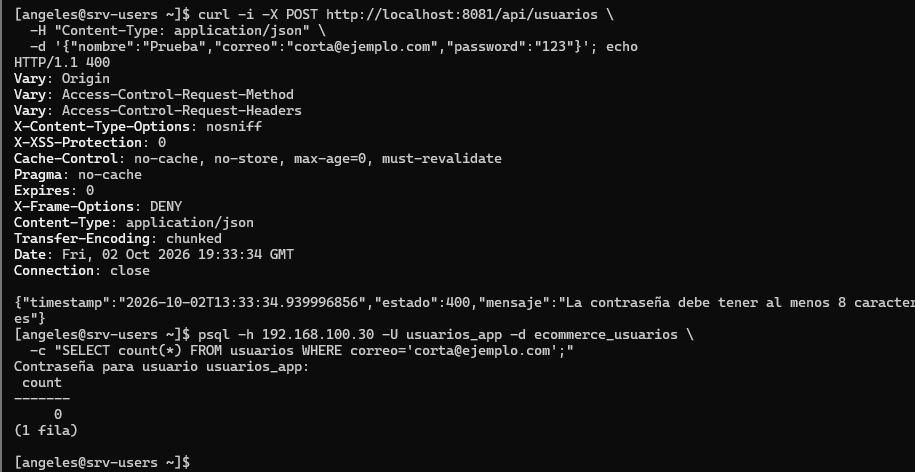 [angeles@srv-users ~]$ curl -i -X POST http://localhost:8081/api/usuarios \
  -H "Content-Type: application/json" \
  -d '{"nombre":"Prueba","correo":"corta@ejemplo.com","password":"123"}'; echo
HTTP/1.1 400
Vary: Origin
Vary: Access-Control-Request-Method
Vary: Access-Control-Request-Headers
X-Content-Type-Options: nosniff
X-XSS-Protection: 0
Cache-Control: no-cache, no-store, max-age=0, must-revalidate
Pragma: no-cache
Expires: 0
X-Frame-Options: DENY
Content-Type: application/json
Transfer-Encoding: chunked
Date: Fri, 02 Oct 2026 19:33:34 GMT
Connection: close

{"timestamp":"2026-10-02T13:33:34.939996856","estado":400,"mensaje":"La contraseña debe tener al menos 8 caracter
es"}
[angeles@srv-users ~]$ psql -h 192.168.100.30 -U usuarios_app -d ecommerce_usuarios \
  -c "SELECT count(*) FROM usuarios WHERE correo='corta@ejemplo.com';"
Contraseña para usuario usuarios_app:
 count
-------
     0
(1 fila)

[angeles@srv-users ~]$